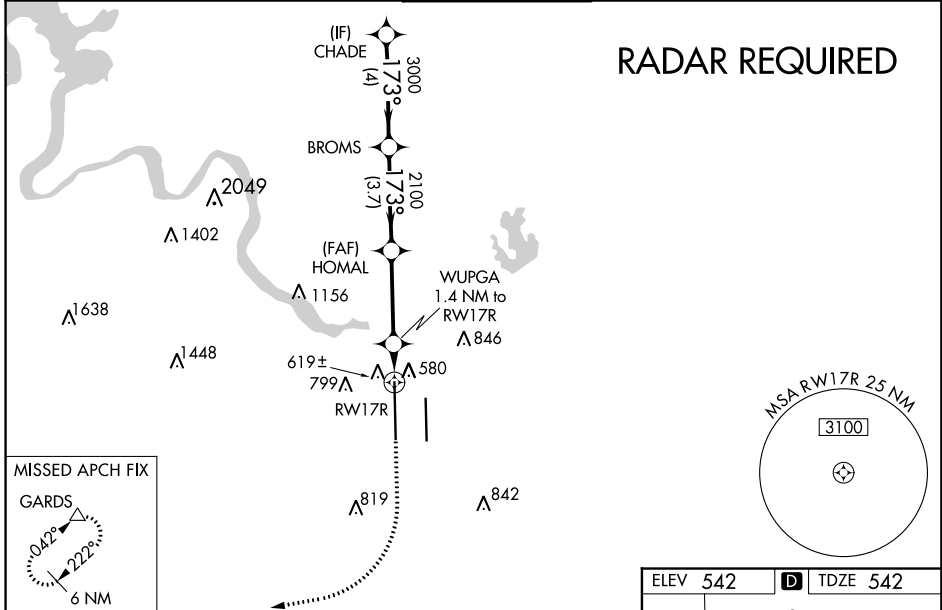 (IF)
CHADE
RADAR REQUIRED
3000
173°
(4)
BROMS
2100
173°
(3.7)
2049
1402
(FAF)
HOMAL
WUPGA
1.4 NM to
RW17R
1156
1638
846
1448
619±
580
799
RW17R
MSA RW17R 25 NM
3100
MISSED APCH FIX
GARDS
042°
222°
6 NM
819
842
ELEV 542 D TDZE 542